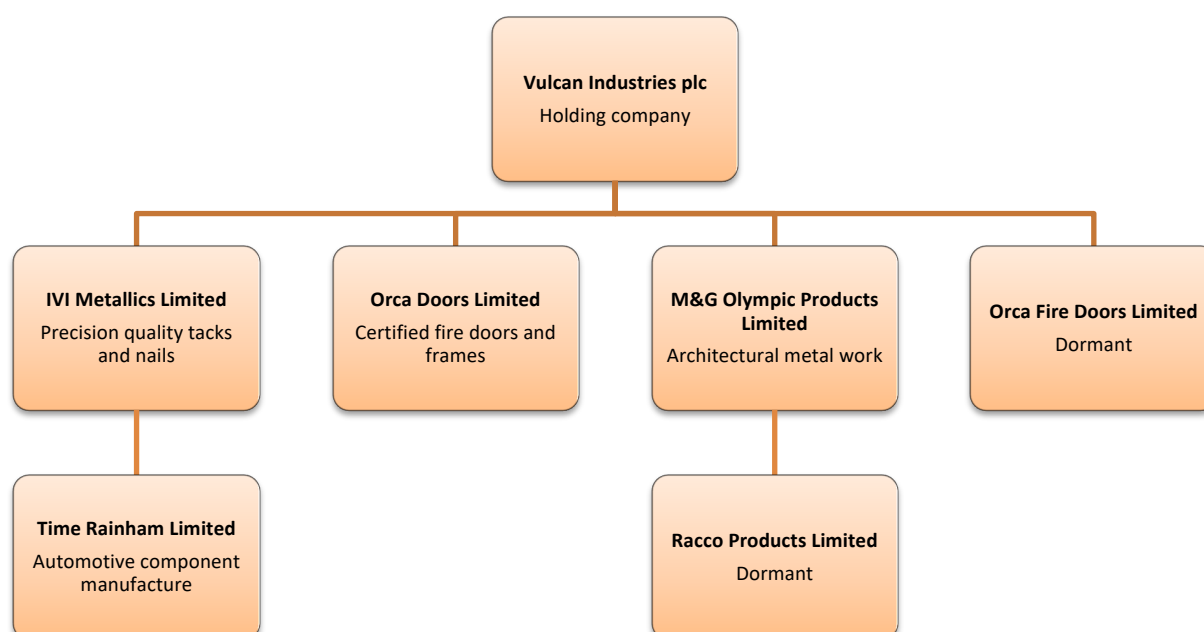 Vulcan Industries plc
Holding company
IVI Metallics Limited
Precision quality tacks
and nails
Orca Doors Limited
Certified fire doors and
frames
M&G Olympic Products
Limited
Architectural metal work
Orca Fire Doors Limited
Dormant
Time Rainham Limited
Automotive component
manufacture
Racco Products Limited
Dormant